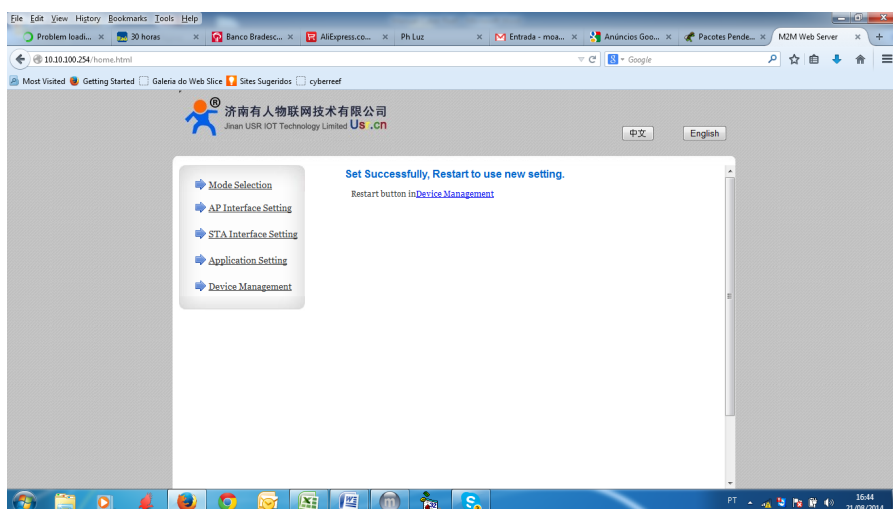 File Edit View History Bookmarks Tools Help
Problem loadi... × 30 horas × Banco Bradesc... × AliExpress.co... × Ph Luz × Entrada - moa... × Anúncios Goo... × Pacotes Pende... × M2M Web Server × +
10.10.100.254/home.html Google
Most Visited Getting Started Galeria do Web Slice Sites Sugeridos cyberreef
济南有人物联网技术有限公司
Jinan USR IOT Technology Limited
中文 English
Set Successfully, Restart to use new setting.
Mode Selection
Restart button inDevice Management
AP Interface Setting
STA Interface Setting
Application Setting
Device Management
PT 16:44
21/08/2014